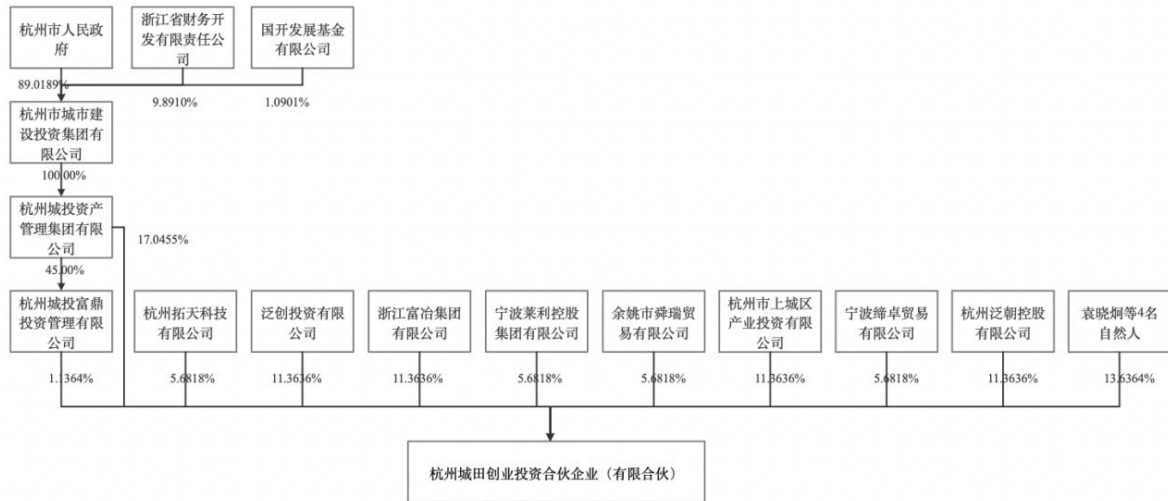 杭州市人民政
府
浙江省财务开
发有限责任公
司
国开发展基金
有限公司
89.0189%
9.8910%
1.0901%
杭州市城市建
设投资集团有
限公司
100.00%
杭州城投资产
管理集团有限
公司
17.0455%
45.00%
杭州城投富鼎
投资管理有限
公司
杭州拓天科技
有限公司
泛创投资有限
公司
浙江富冶集团
有限公司
宁波莱利控股
集团有限公司
余姚市舜瑞贸
易有限公司
杭州市上城区
产业投资有限
公司
宁波缔卓贸易
有限公司
杭州泛朝控股
有限公司
袁晓炯等4名
自然人
1.1364%
5.6818%
11.3636%
11.3636%
5.6818%
5.6818%
11.3636%
5.6818%
11.3636%
13.6364%
杭州城田创业投资合伙企业（有限合伙）